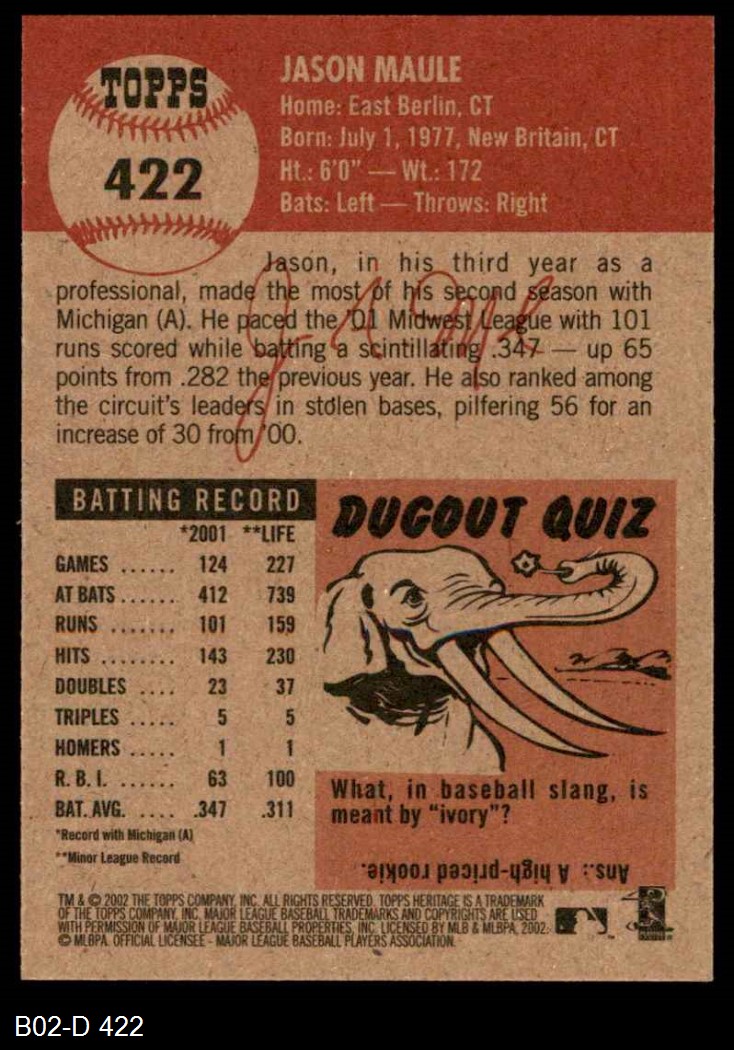 TOPPS
422
JASON MAULE
Home: East Berlin, CT
Born: July 1, 1977, New Britain, CT
Ht.: 6'0" — Wt.: 172
Bats: Left — Throws: Right
Jason, in his third year as a
professional, made the most of his second season with
Michigan (A). He paced the '01 Midwest League with 101
runs scored while batting a scintillating .347 — up 65
points from .282 the previous year. He also ranked among
the circuit's leaders in stolen bases, pilfering 56 for an
increase of 30 from '00.
BATTING RECORD
*2001 **LIFE
GAMES ...... 124 227
AT BATS ...... 412 739
RUNS ....... 101 159
HITS ........ 143 230
DOUBLES .... 23 37
TRIPLES ..... 5 5
HOMERS ..... 1 1
R. B. I. ...... 63 100
BAT. AVG. .... .347 .311
*Record with Michigan (A)
**Minor League Record
DUGOUT QUIZ
What, in baseball slang, is
meant by "ivory"?
Ans.: A high-priced rookie.
TM & © 2002 THE TOPPS COMPANY, INC. ALL RIGHTS RESERVED. TOPPS HERITAGE IS A TRADEMARK
OF THE TOPPS COMPANY, INC. MAJOR LEAGUE BASEBALL TRADEMARKS AND COPYRIGHTS ARE USED
WITH PERMISSION OF MAJOR LEAGUE BASEBALL PROPERTIES, INC. LICENSED BY MLB & MLBPA, 2002.
© MLBPA. OFFICIAL LICENSEE - MAJOR LEAGUE BASEBALL PLAYERS ASSOCIATION.
B02-D 422